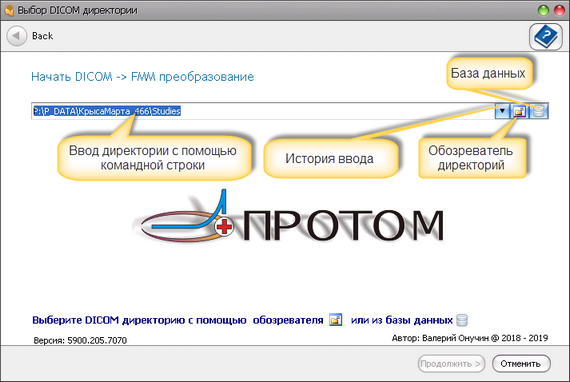 Выбор DICOM директории
Back
База данных
Начать DICOM -> FMM преобразование
P:\P_DATA\КрысаМарта_466\Studies
Ввод директории с помощью
командной строки
История ввода
Обозреватель
директорий
ПРОТОМ
Выберите DICOM директорию с помощью обозревателя или из базы данных
Версия: 5900.205.7070
Автор: Валерий Онучин @ 2018 - 2019
Продолжить >
Отменить